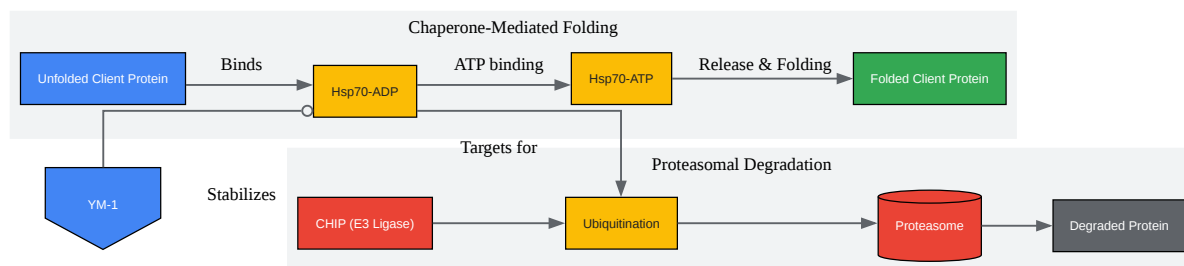 Chaperone-Mediated Folding
Unfolded Client Protein
Binds
Hsp70-ADP
ATP binding
Hsp70-ATP
Release & Folding
Folded Client Protein
YM-1
Stabilizes
Targets for
Proteasomal Degradation
CHIP (E3 Ligase)
Ubiquitination
Proteasome
Degraded Protein